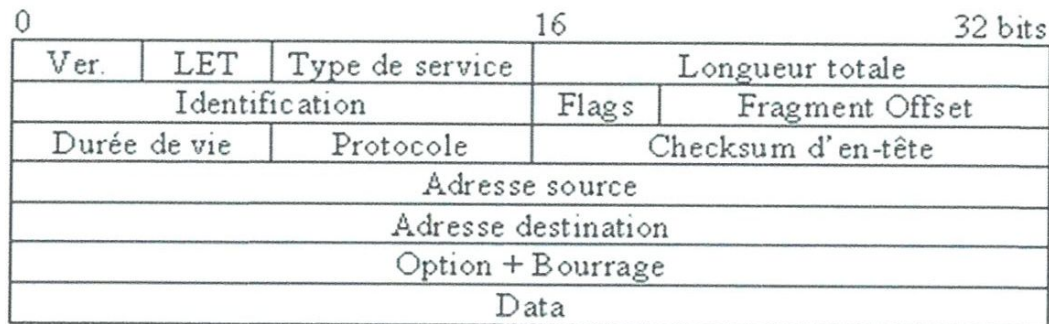 0 16 32 bits
Ver. LET Type de service Longueur totale
Identification Flags Fragment Offset
Durée de vie Protocole Checksum d'en-tête
Adresse source
Adresse destination
Option + Bourrage
Data